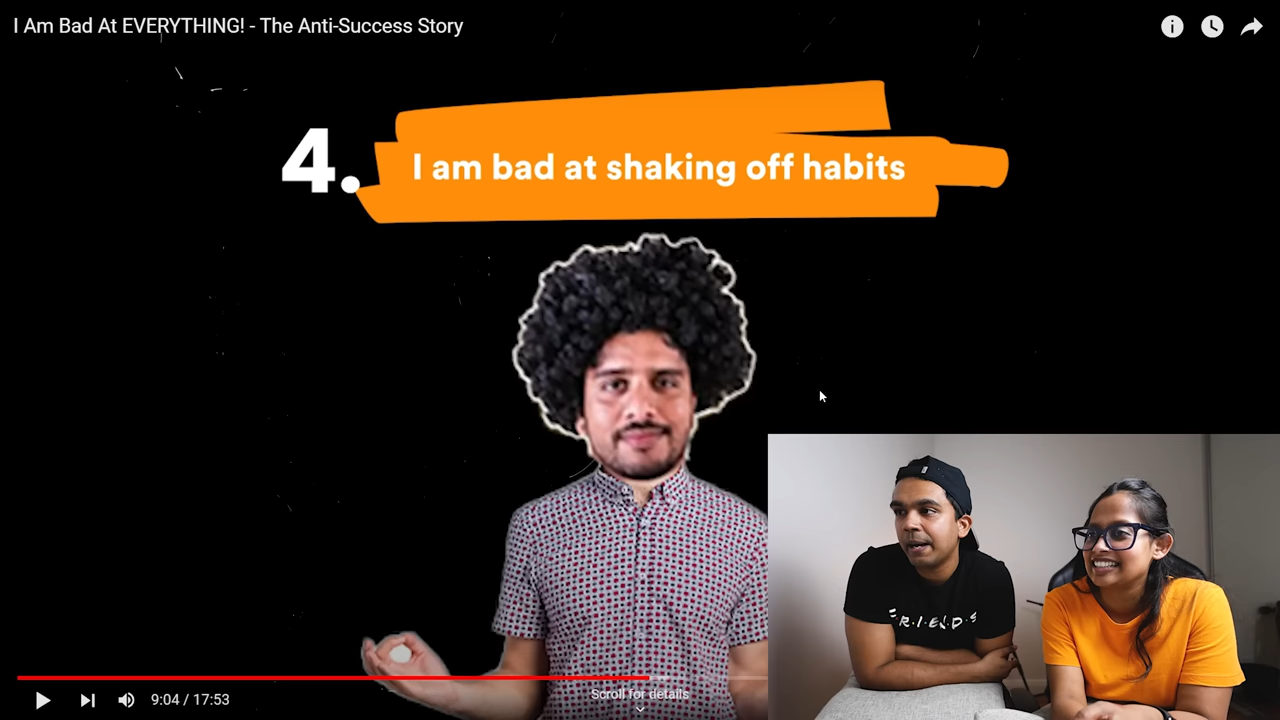 I Am Bad At EVERYTHING! - The Anti-Success Story
4. I am bad at shaking off habits
F·R·I·E·N·D·S
9:04 / 17:53
Scroll for details